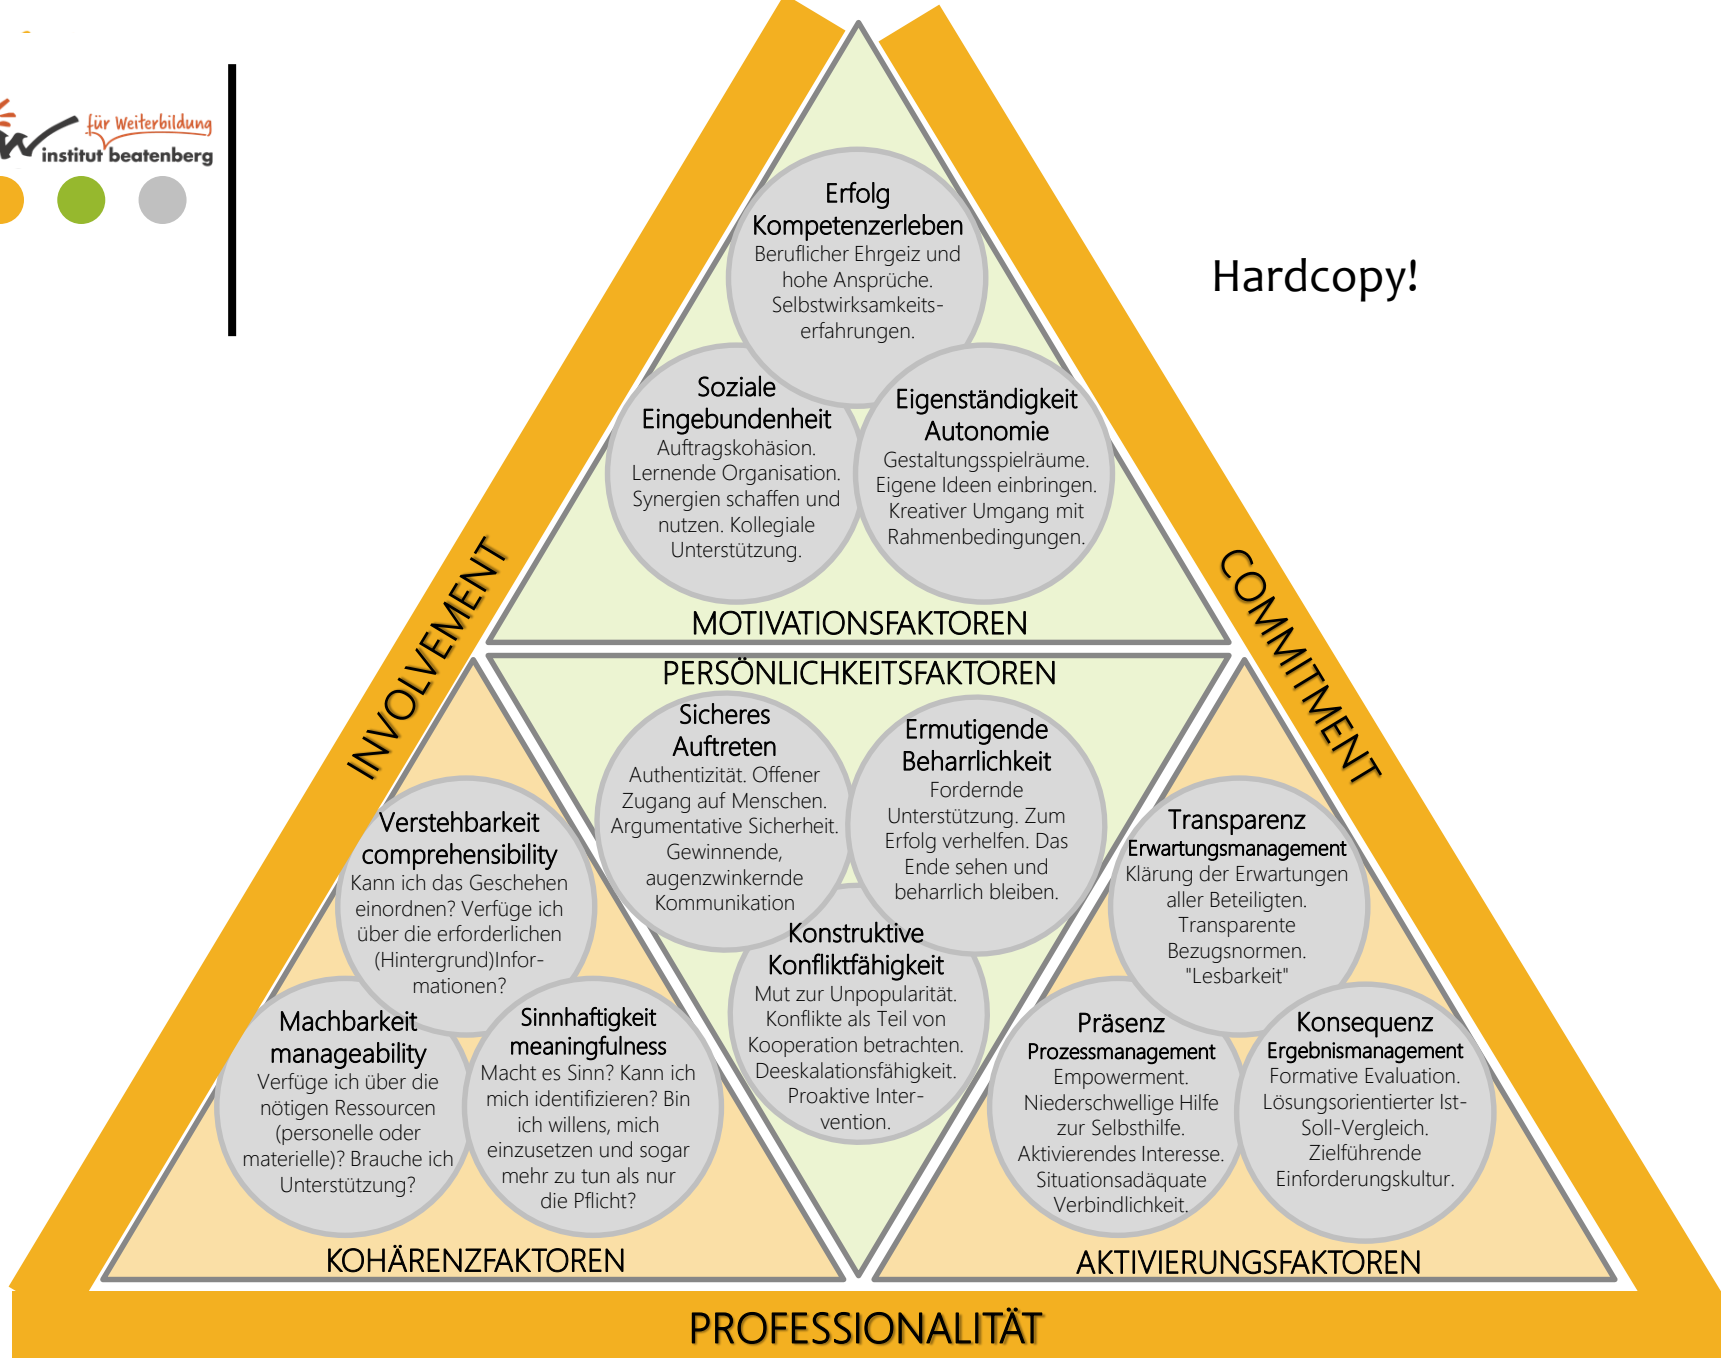 für Weiterbildung
institut beatenberg
Hardcopy!
INVOLVEMENT
COMMITMENT
Erfolg
Kompetenzerleben
Beruflicher Ehrgeiz und
hohe Ansprüche.
Selbstwirksamkeits-
erfahrungen.
Soziale
Eingebundenheit
Auftragskohäsion.
Lernende Organisation.
Synergien schaffen und
nutzen. Kollegiale
Unterstützung.
Eigenständigkeit
Autonomie
Gestaltungsspielräume.
Eigene Ideen einbringen.
Kreativer Umgang mit
Rahmenbedingungen.
MOTIVATIONSFAKTOREN
PERSÖNLICHKEITSFAKTOREN
Sicheres
Auftreten
Authentizität. Offener
Zugang auf Menschen.
Argumentative Sicherheit.
Gewinnende,
augenzwinkernde
Kommunikation
Ermutigende
Beharrlichkeit
Fordernde
Unterstützung. Zum
Erfolg verhelfen. Das
Ende sehen und
beharrlich bleiben.
Konstruktive
Konfliktfähigkeit
Mut zur Unpopularität.
Konflikte als Teil von
Kooperation betrachten.
Deeskalationsfähigkeit.
Proaktive Inter-
vention.
Verstehbarkeit
comprehensibility
Kann ich das Geschehen
einordnen? Verfüge ich
über die erforderlichen
(Hintergrund)Infor-
mationen?
Machbarkeit
manageability
Verfüge ich über die
nötigen Ressourcen
(personelle oder
materielle)? Brauche ich
Unterstützung?
Sinnhaftigkeit
meaningfulness
Macht es Sinn? Kann ich
mich identifizieren? Bin
ich willens, mich
einzusetzen und sogar
mehr zu tun als nur
die Pflicht?
KOHÄRENZFAKTOREN
Transparenz
Erwartungsmanagement
Klärung der Erwartungen
aller Beteiligten.
Transparente
Bezugsnormen.
"Lesbarkeit"
Präsenz
Prozessmanagement
Empowerment.
Niederschwellige Hilfe
zur Selbsthilfe.
Aktivierendes Interesse.
Situationsadäquate
Verbindlichkeit.
Konsequenz
Ergebnismanagement
Formative Evaluation.
Lösungsorientierter Ist-
Soll-Vergleich.
Zielführende
Einforderungskultur.
AKTIVIERUNGSFAKTOREN
PROFESSIONALITÄT